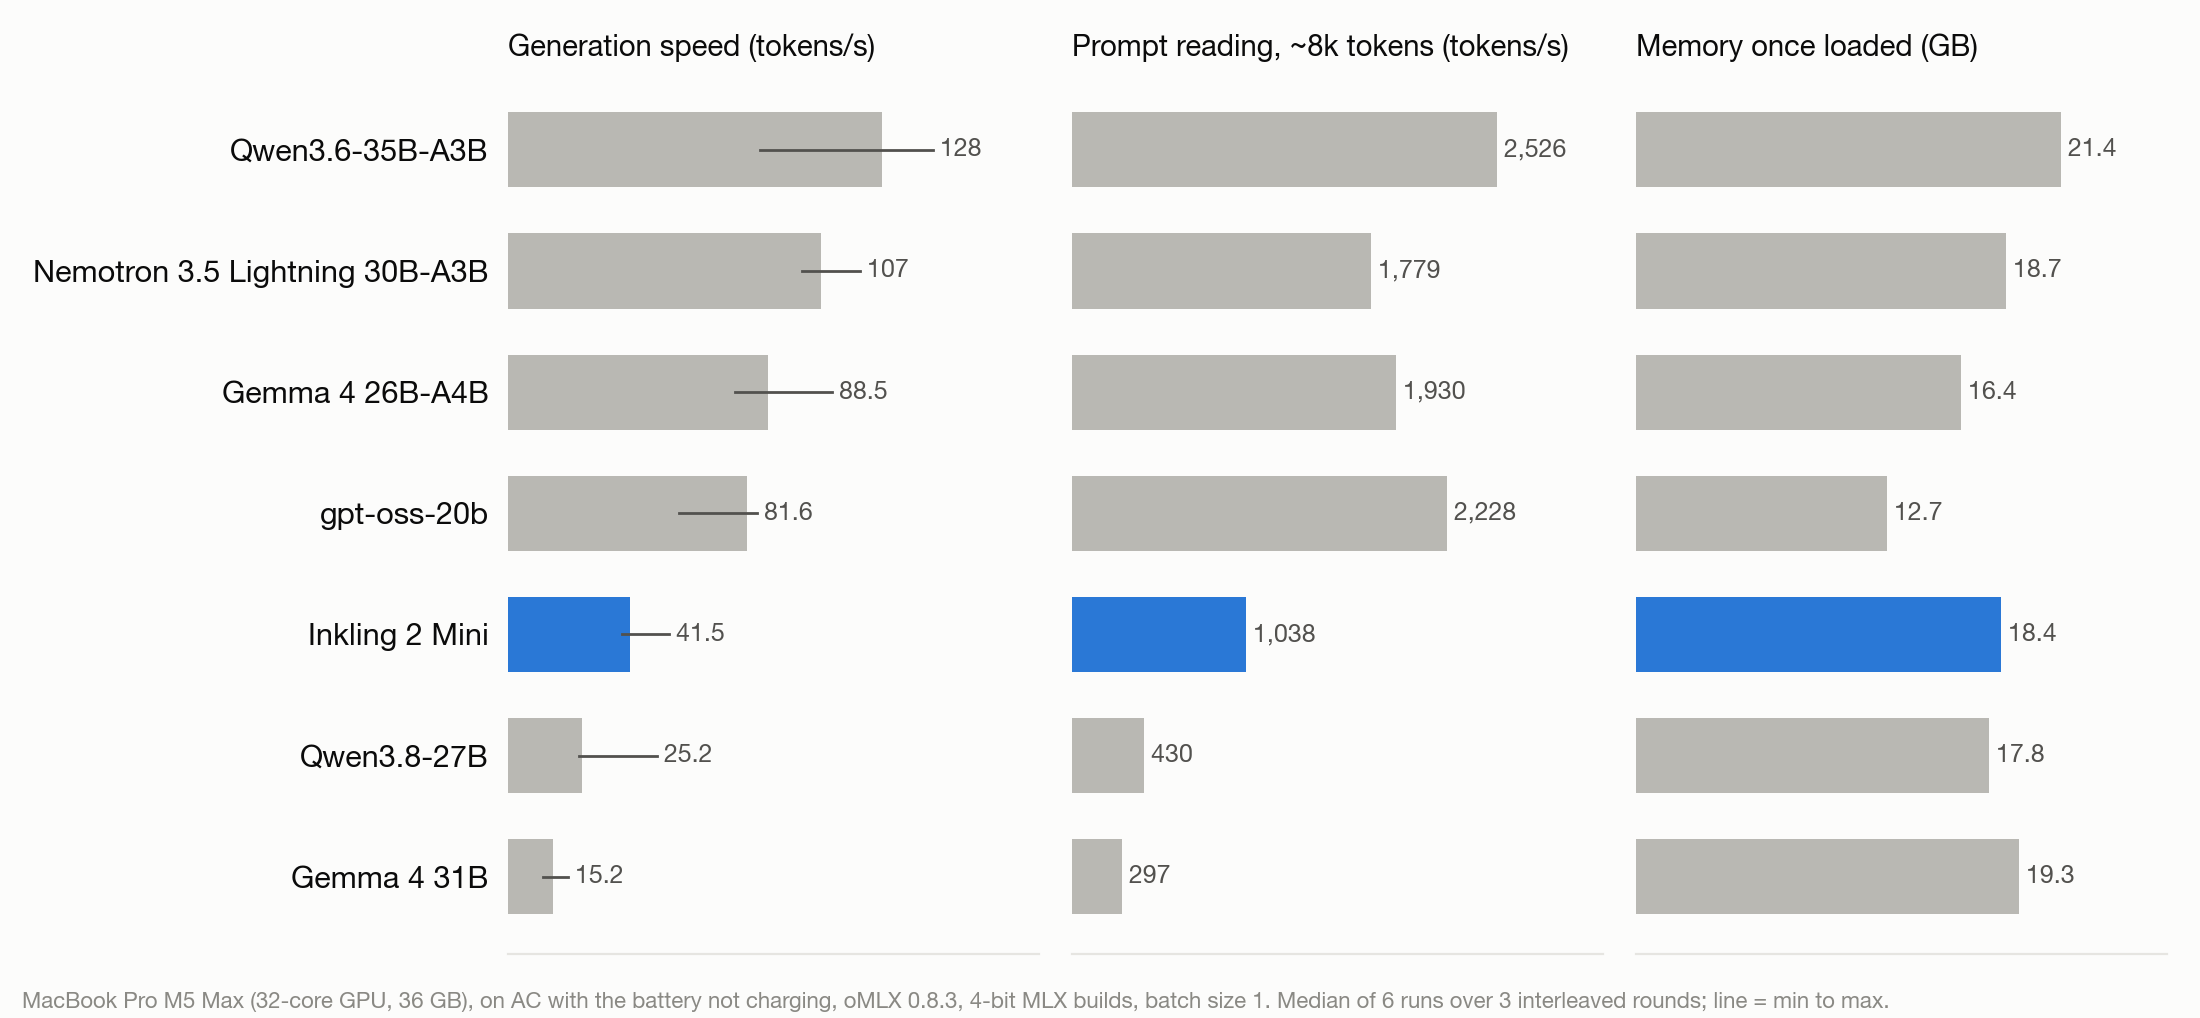 Generation speed (tokens/s)
Prompt reading, ~8k tokens (tokens/s)
Memory once loaded (GB)
Qwen3.6-35B-A3B
128
2,526
21.4
Nemotron 3.5 Lightning 30B-A3B
107
1,779
18.7
Gemma 4 26B-A4B
88.5
1,930
16.4
gpt-oss-20b
81.6
2,228
12.7
Inkling 2 Mini
41.5
1,038
18.4
Qwen3.8-27B
25.2
430
17.8
Gemma 4 31B
15.2
297
19.3
MacBook Pro M5 Max (32-core GPU, 36 GB), on AC with the battery not charging, oMLX 0.8.3, 4-bit MLX builds, batch size 1. Median of 6 runs over 3 interleaved rounds; line = min to max.